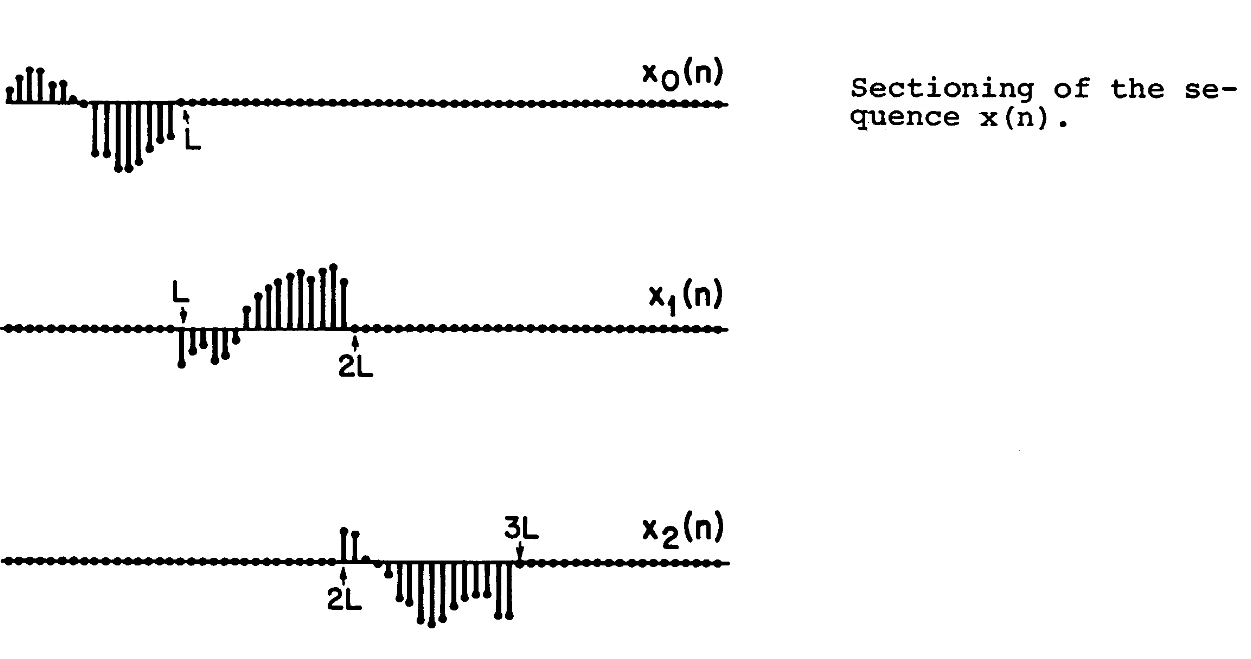 x0(n)
Sectioning of the se-
quence x(n).
L
L
x1(n)
2L
3L
x2(n)
2L